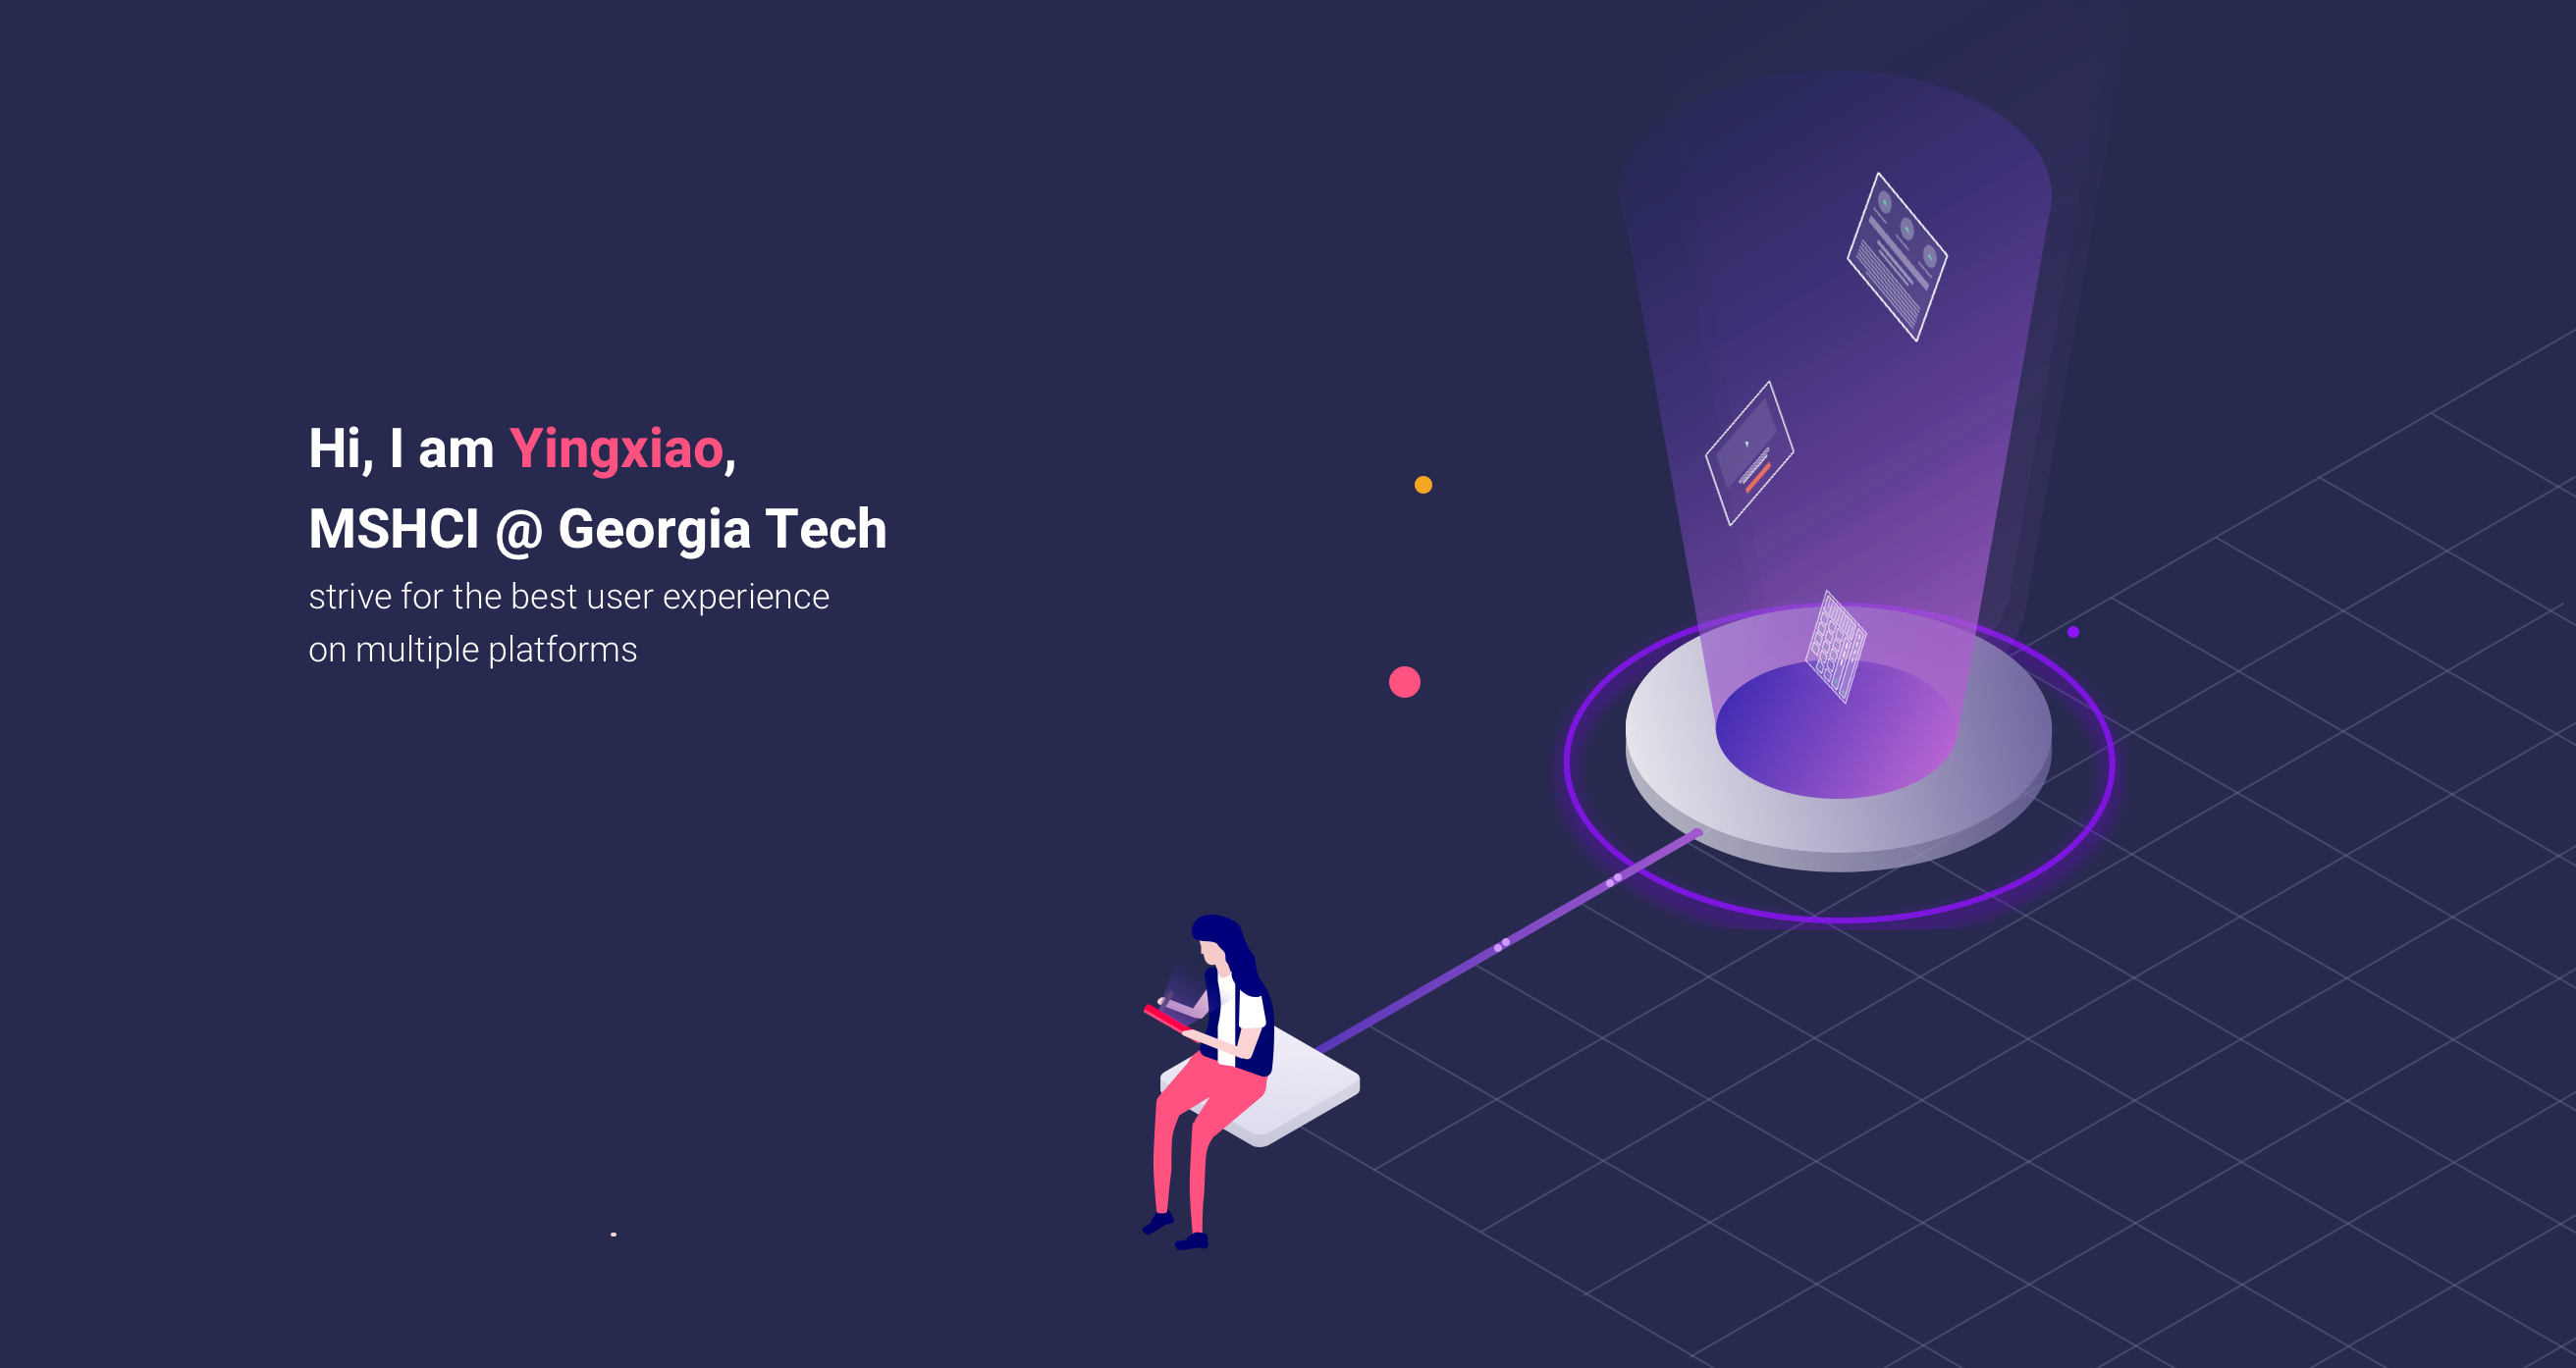 Hi, I am Yingxiao,
MSHCI @ Georgia Tech
strive for the best user experience
on multiple platforms